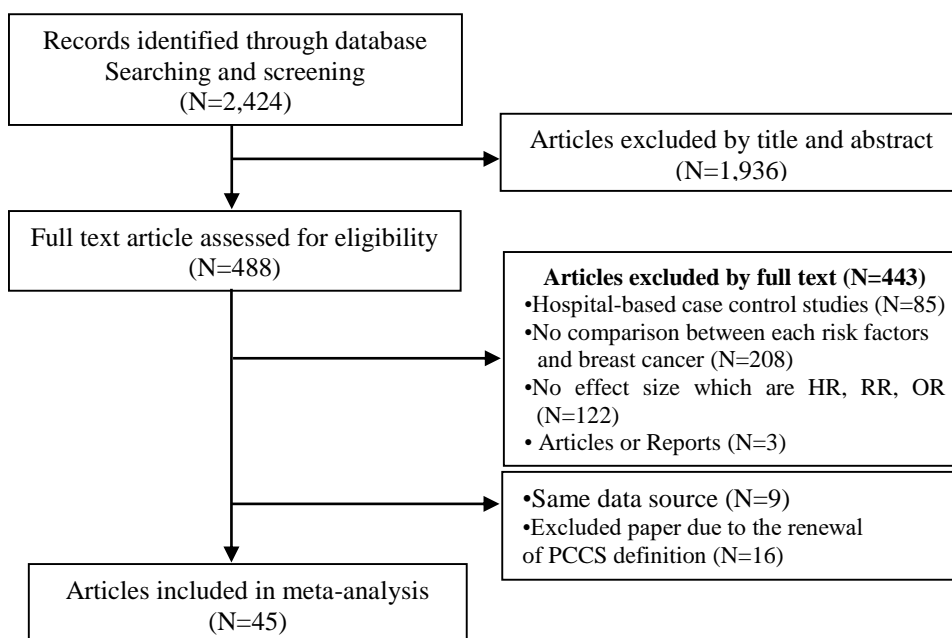 Records identified through database
Searching and screening
(N=2,424)
Articles excluded by title and abstract
(N=1,936)
Full text article assessed for eligibility
(N=488)
Articles excluded by full text (N=443)
•Hospital-based case control studies (N=85)
•No comparison between each risk factors
and breast cancer (N=208)
•No effect size which are HR, RR, OR
(N=122)
• Articles or Reports (N=3)
•Same data source (N=9)
•Excluded paper due to the renewal
of PCCS definition (N=16)
Articles included in meta-analysis
(N=45)